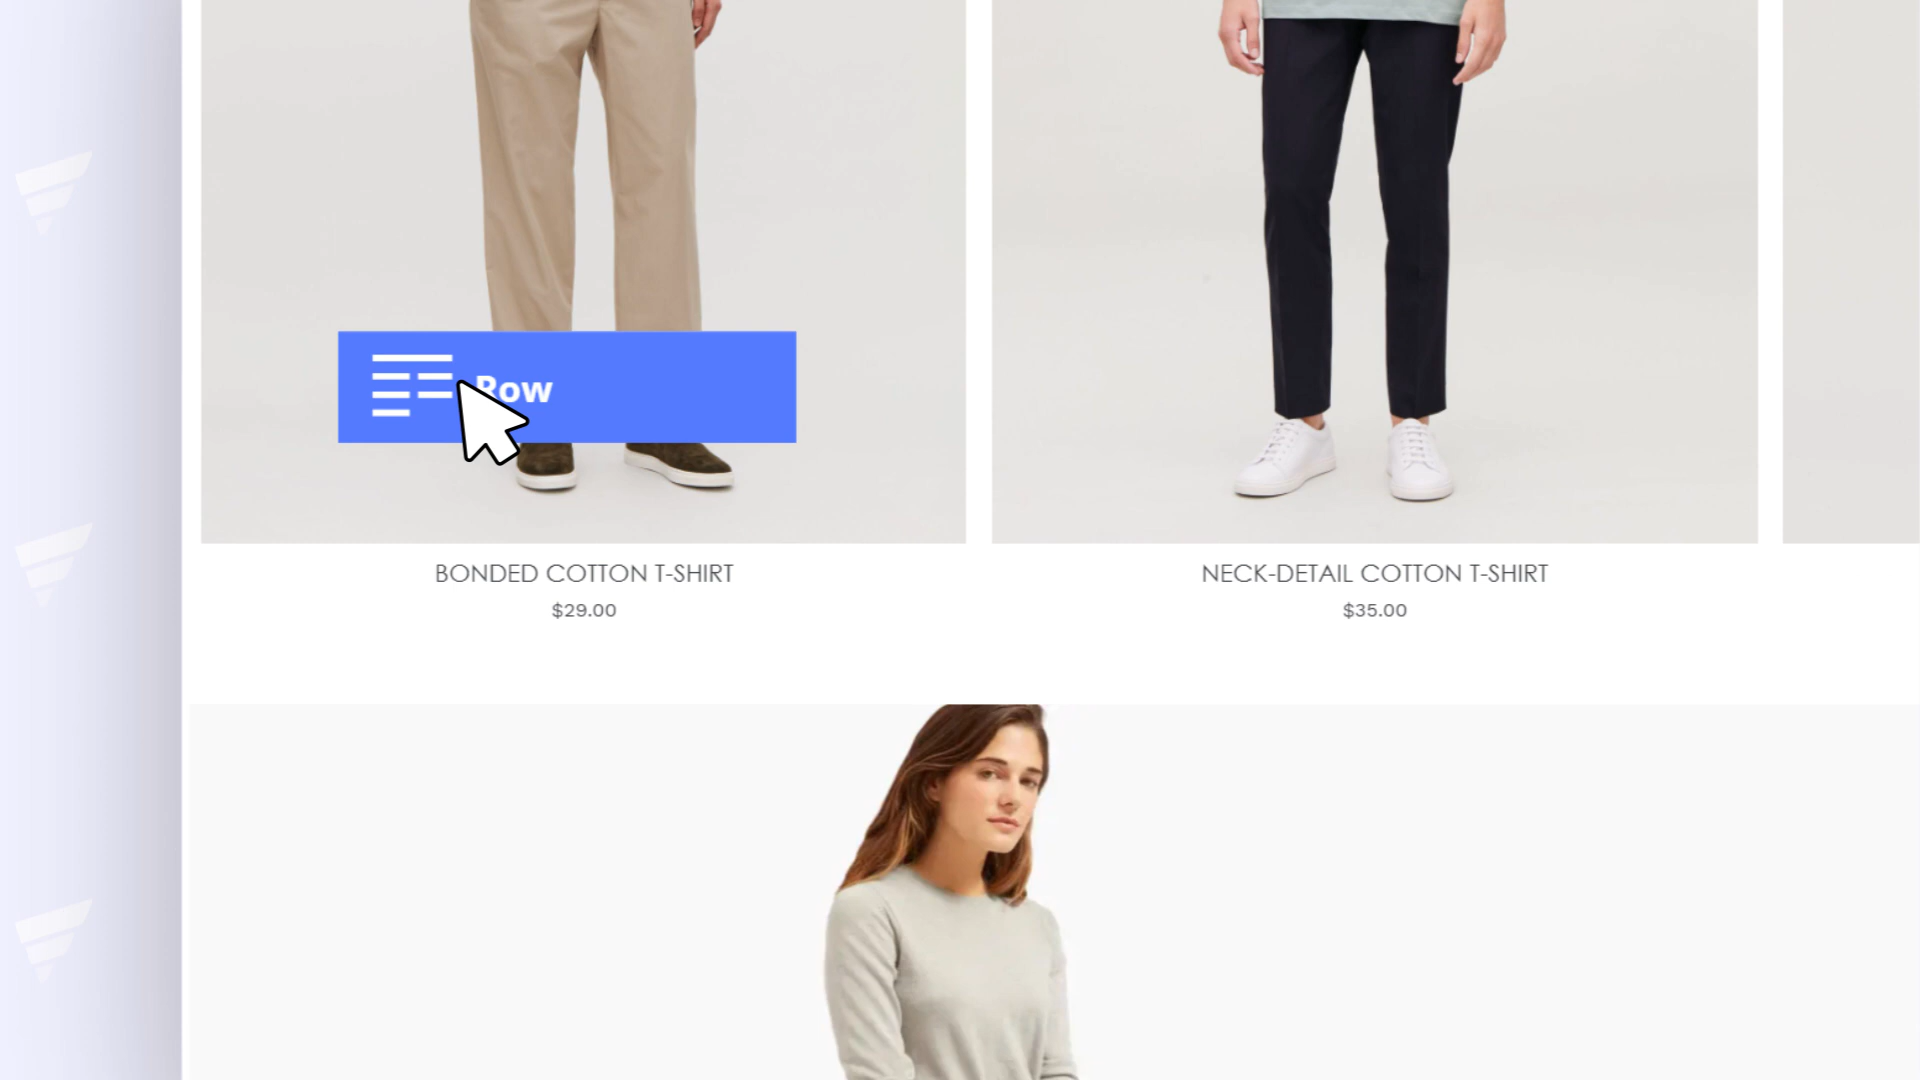 Row
BONDED COTTON T-SHIRT
$29.00
NECK-DETAIL COTTON T-SHIRT
$35.00